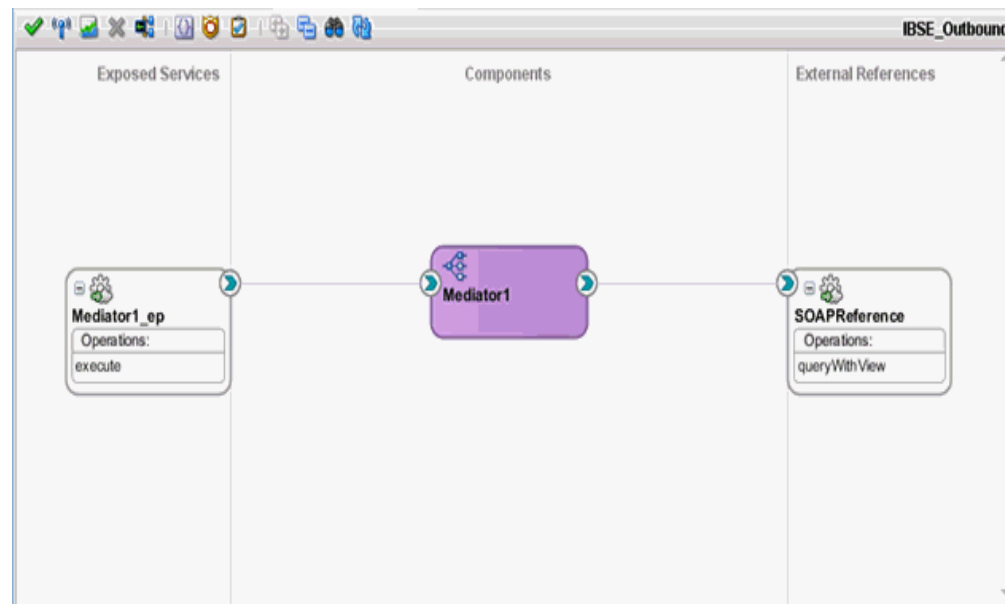 IBSE_Outbound
Exposed Services
Components
External References
Mediator1_ep
Operations:
execute
Mediator1
SOAPReference
Operations:
queryWithView